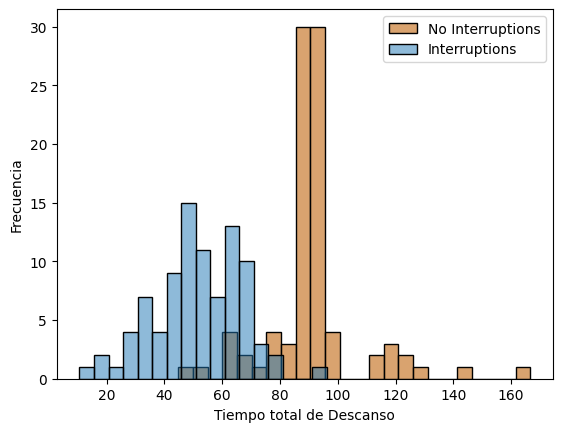 No Interruptions
Interruptions
30
25
20
15
10
5
0
Frecuencia
20 40 60 80 100 120 140 160
Tiempo total de Descanso